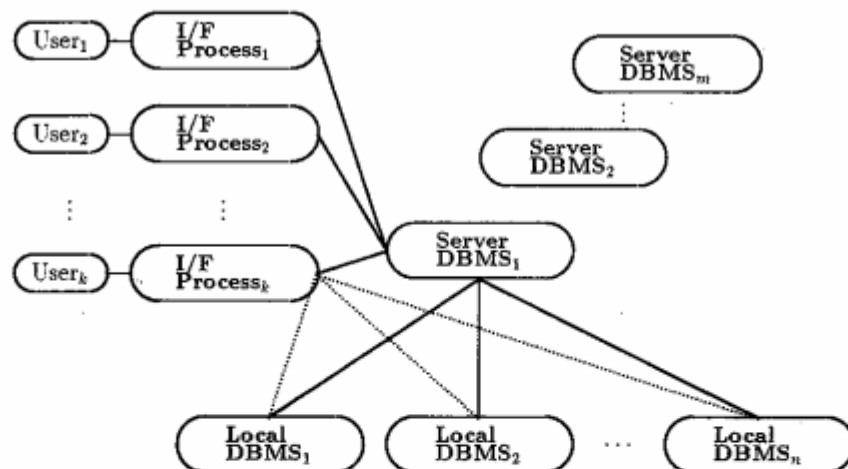 User₁
I/F
Process₁
Server
DBMSₘ
User₂
I/F
Process₂
Server
DBMS₂
Userₖ
I/F
Processₖ
Server
DBMS₁
Local
DBMS₁
Local
DBMS₂
...
Local
DBMSₙ